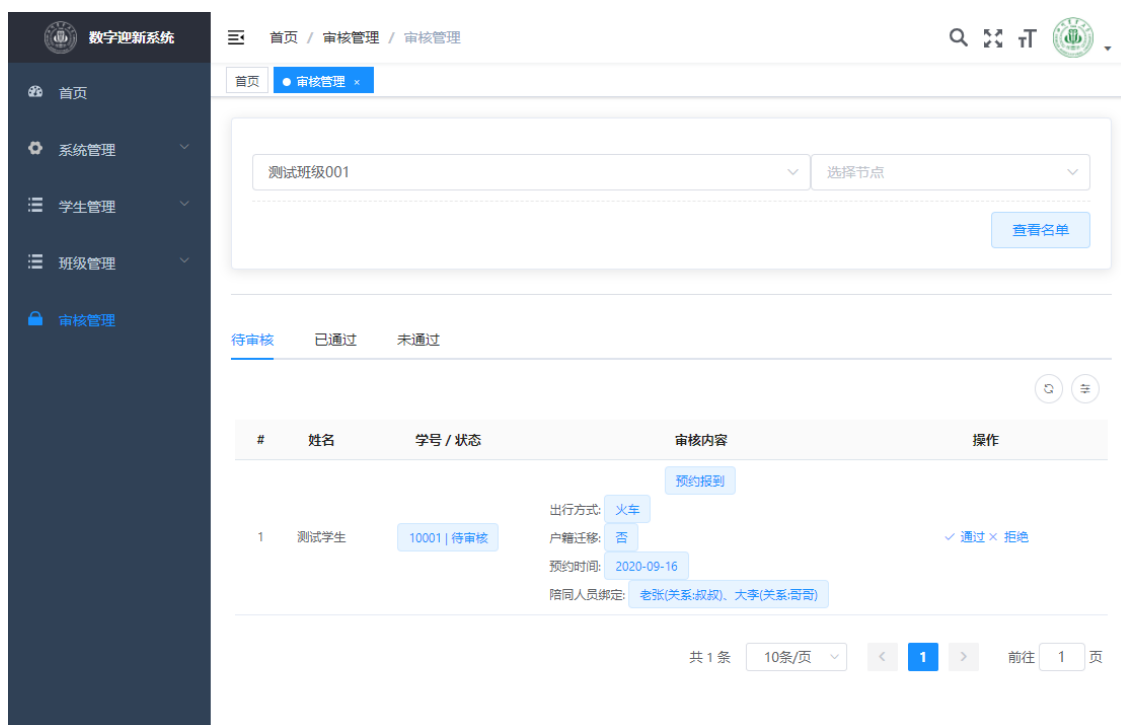 数字迎新系统
首页 / 审核管理 / 审核管理
首页
审核管理 ×
首页
系统管理
学生管理
班级管理
审核管理
测试班级001
选择节点
查看名单
待审核 已通过 未通过
# 姓名 学号 / 状态 审核内容 操作
预约报到
出行方式: 火车
1 测试学生 10001 | 待审核 户籍迁移: 否 通过 × 拒绝
预约时间: 2020-09-16
陪同人员绑定: 老张(关系:叔叔)、大李(关系:哥哥)
共 1 条 10条/页 < 1 > 前往 1 页